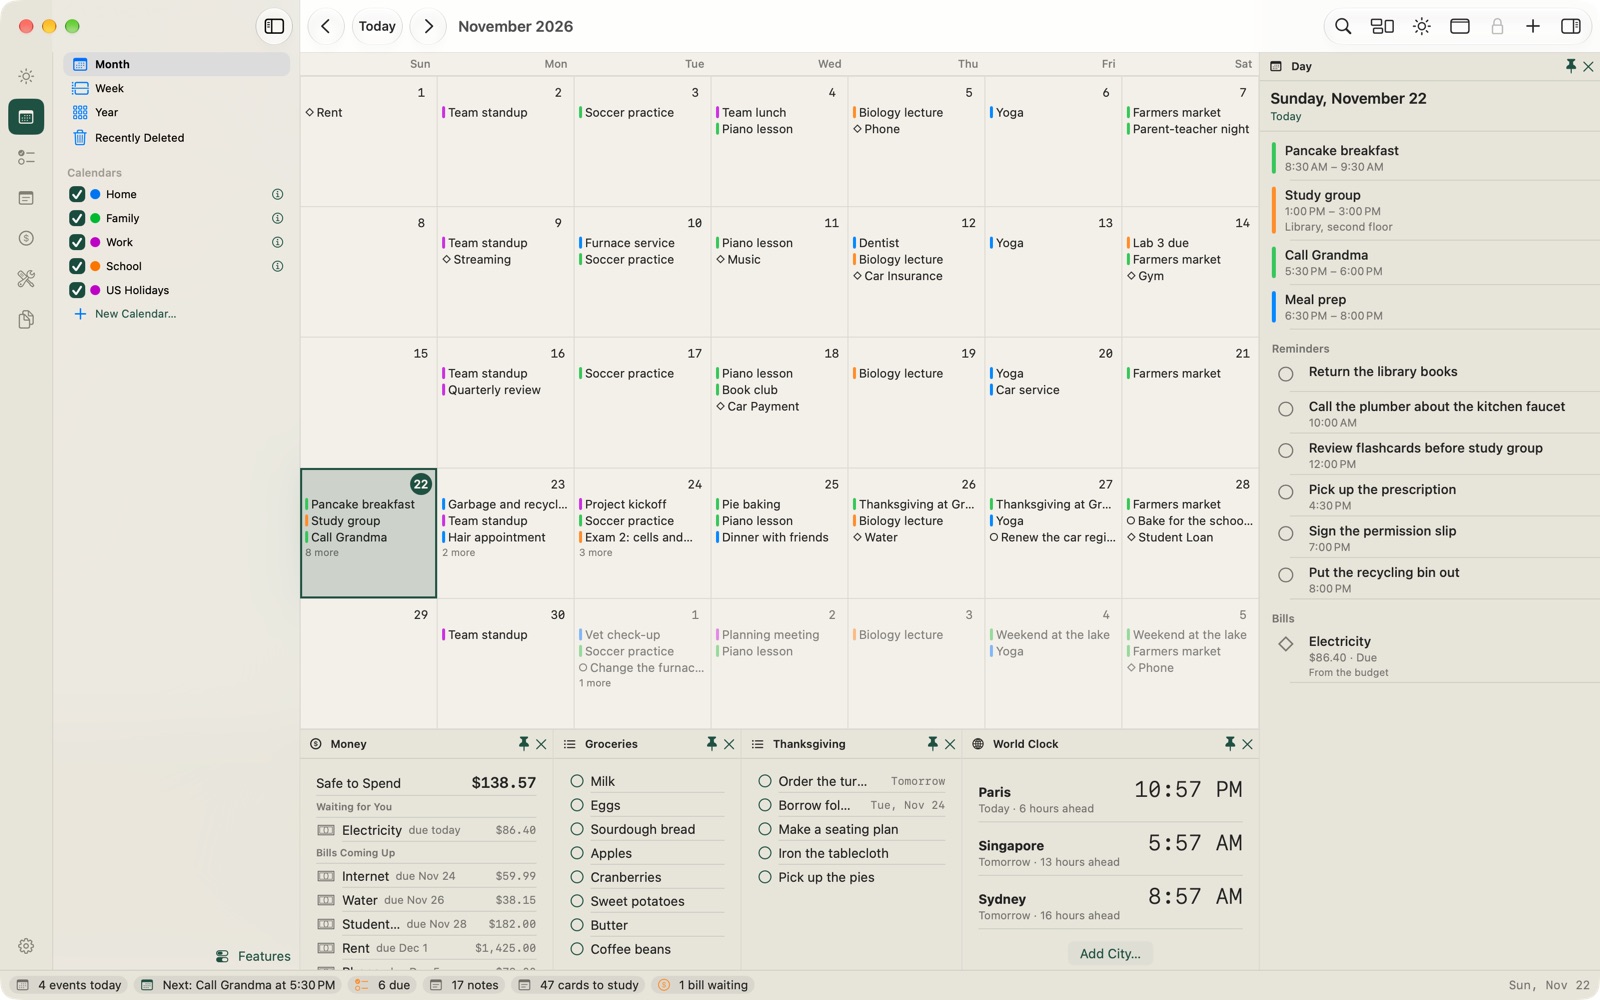 Today
November 2026
Month
Week
Year
Recently Deleted
Calendars
Home
Family
Work
School
US Holidays
New Calendar...
Features
Sun Mon Tue Wed Thu Fri Sat
1
Rent
2
Team standup
3
Soccer practice
4
Team lunch
Piano lesson
5
Biology lecture
Phone
6
Yoga
7
Farmers market
Parent-teacher night
8
9
Team standup
Streaming
10
Furnace service
Soccer practice
11
Piano lesson
Music
12
Dentist
Biology lecture
Car Insurance
13
Yoga
14
Lab 3 due
Farmers market
Gym
15
16
Team standup
Quarterly review
17
Soccer practice
18
Piano lesson
Book club
Car Payment
19
Biology lecture
20
Yoga
Car service
21
Farmers market
22
Pancake breakfast
Study group
Call Grandma
8 more
23
Garbage and recycl...
Team standup
Hair appointment
2 more
24
Project kickoff
Soccer practice
Exam 2: cells and...
3 more
25
Pie baking
Piano lesson
Dinner with friends
26
Thanksgiving at Gr...
Biology lecture
Water
27
Thanksgiving at Gr...
Yoga
Renew the car regi...
28
Farmers market
Bake for the schoo...
Student Loan
29
30
Team standup
1
Vet check-up
Soccer practice
Change the furnac...
1 more
2
Planning meeting
Piano lesson
3
Biology lecture
4
Weekend at the lake
Yoga
5
Weekend at the lake
Farmers market
Phone
Day
Sunday, November 22
Today
Pancake breakfast
8:30 AM – 9:30 AM
Study group
1:00 PM – 3:00 PM
Library, second floor
Call Grandma
5:30 PM – 6:00 PM
Meal prep
6:30 PM – 8:00 PM
Reminders
Return the library books
Call the plumber about the kitchen faucet
10:00 AM
Review flashcards before study group
12:00 PM
Pick up the prescription
4:30 PM
Sign the permission slip
7:00 PM
Put the recycling bin out
8:00 PM
Bills
Electricity
$86.40 · Due
From the budget
Money
Safe to Spend $138.57
Waiting for You
Electricity due today $86.40
Bills Coming Up
Internet due Nov 24 $59.99
Water due Nov 26 $38.15
Student... due Nov 28 $182.00
Rent due Dec 1 $1,425.00
Groceries
Milk
Eggs
Sourdough bread
Apples
Cranberries
Sweet potatoes
Butter
Coffee beans
Thanksgiving
Order the tur... Tomorrow
Borrow fol... Tue, Nov 24
Make a seating plan
Iron the tablecloth
Pick up the pies
World Clock
Paris 10:57 PM
Today · 6 hours ahead
Singapore 5:57 AM
Tomorrow · 13 hours ahead
Sydney 8:57 AM
Tomorrow · 16 hours ahead
Add City...
4 events today
Next: Call Grandma at 5:30 PM
6 due
17 notes
47 cards to study
1 bill waiting
Sun, Nov 22